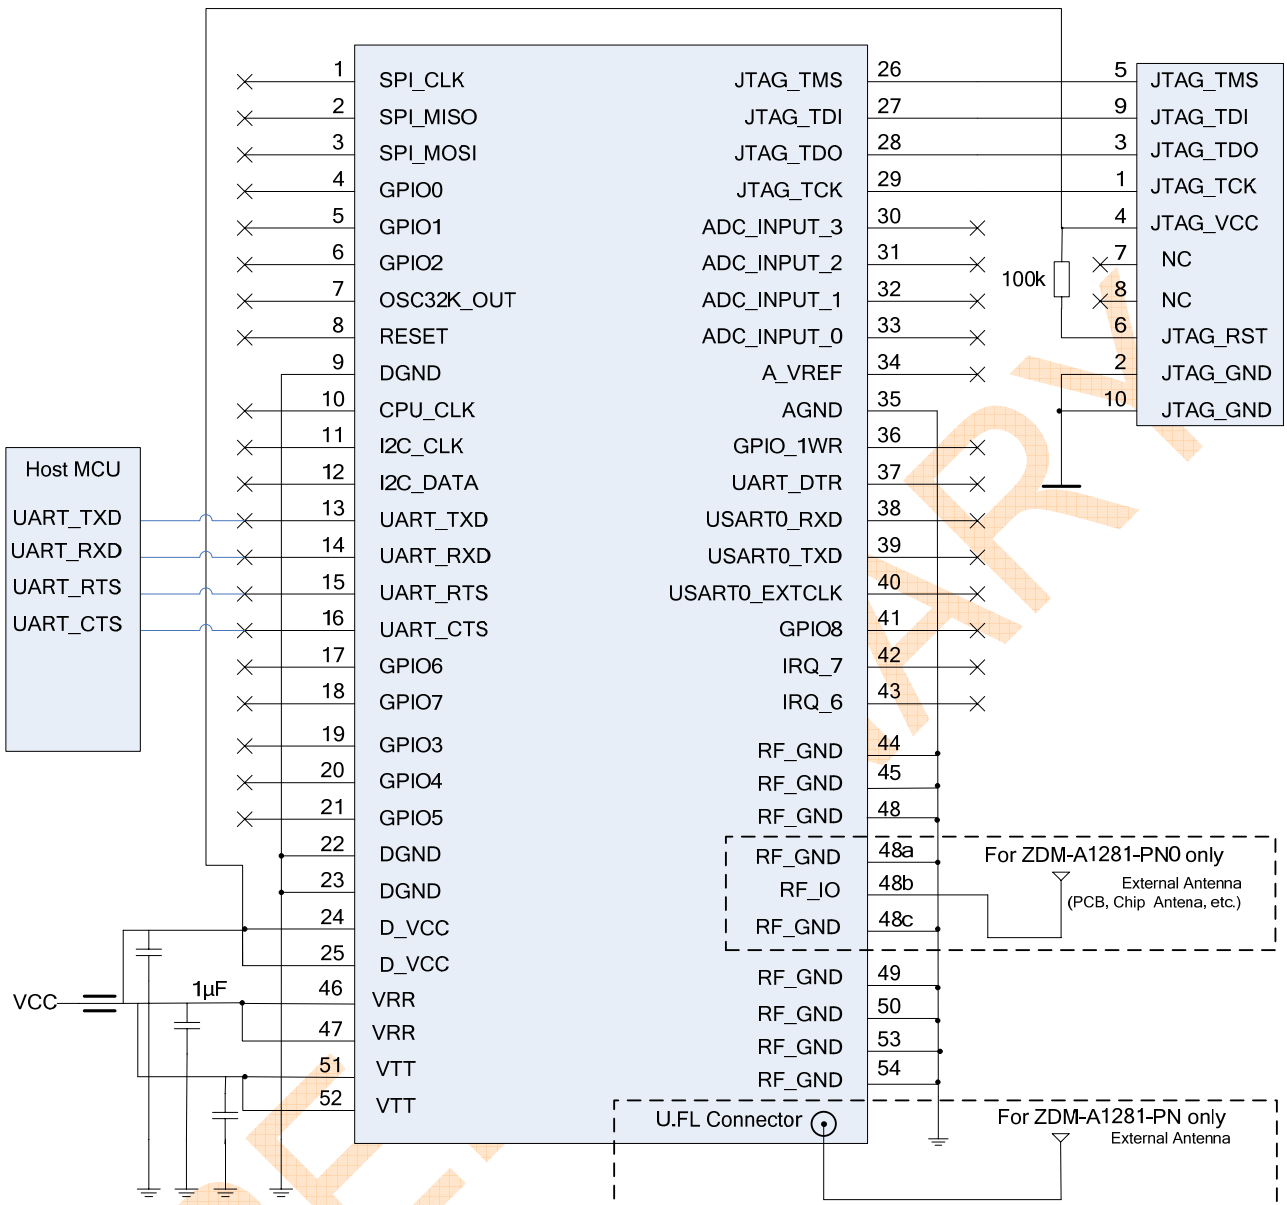 1 SPI_CLK JTAG_TMS 26 5 JTAG_TMS
2 SPI_MISO JTAG_TDI 27 9 JTAG_TDI
3 SPI_MOSI JTAG_TDO 28 3 JTAG_TDO
4 GPIO0 JTAG_TCK 29 1 JTAG_TCK
5 GPIO1 ADC_INPUT_3 30 4 JTAG_VCC
6 GPIO2 ADC_INPUT_2 31 7 NC
100k
7 OSC32K_OUT ADC_INPUT_1 32 8 NC
8 RESET ADC_INPUT_0 33 6 JTAG_RST
9 DGND A_VREF 34 2 JTAG_GND
10 CPU_CLK AGND 35 10 JTAG_GND
11 I2C_CLK GPIO_1WR 36
Host MCU
12 I2C_DATA UART_DTR 37
UART_TXD 13 UART_TXD USART0_RXD 38
UART_RXD 14 UART_RXD USART0_TXD 39
UART_RTS 15 UART_RTS USART0_EXTCLK 40
UART_CTS 16 UART_CTS GPIO8 41
17 GPIO6 IRQ_7 42
18 GPIO7 IRQ_6 43
19 GPIO3 RF_GND 44
20 GPIO4 RF_GND 45
21 GPIO5 RF_GND 48
22 DGND RF_GND 48a For ZDM-A1281-PN0 only
23 DGND RF_IO 48b External Antenna
(PCB, Chip Antena, etc.)
24 D_VCC RF_GND 48c
25 D_VCC RF_GND 49
VCC 1µF 46 VRR RF_GND 50
47 VRR RF_GND 53
51 VTT RF_GND 54
52 VTT
U.FL Connector For ZDM-A1281-PN only
External Antenna